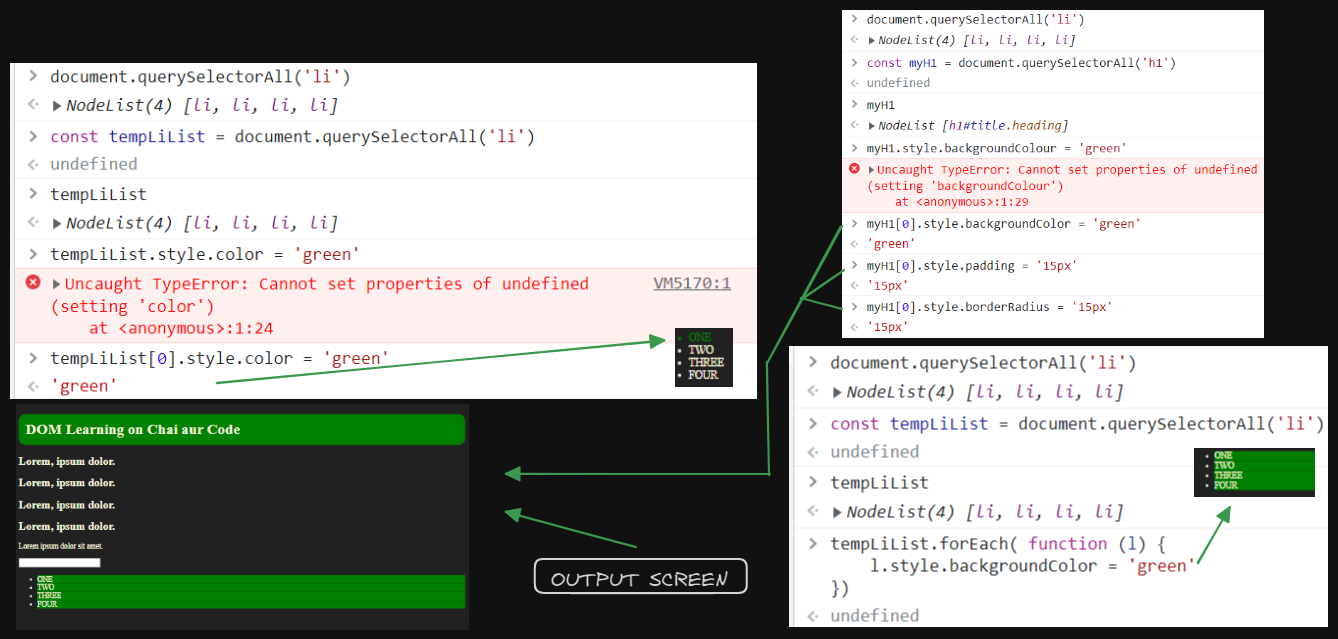 document.querySelectorAll('li')
NodeList(4) [li, li, li, li]
const tempLiList = document.querySelectorAll('li')
undefined
tempLiList
NodeList(4) [li, li, li, li]
tempLiList.style.color = 'green'
Uncaught TypeError: Cannot set properties of undefined VM5170:1
(setting 'color')
at <anonymous>:1:24
tempLiList[0].style.color = 'green'
'green'
ONE
TWO
THREE
FOUR
document.querySelectorAll('li')
NodeList(4) [li, li, li, li]
const myH1 = document.querySelectorAll('h1')
undefined
myH1
NodeList [h1#title.heading]
myH1.style.backgroundColour = 'green'
Uncaught TypeError: Cannot set properties of undefined
(setting 'backgroundColour')
at <anonymous>:1:29
myH1[0].style.backgroundColor = 'green'
'green'
myH1[0].style.padding = '15px'
'15px'
myH1[0].style.borderRadius = '15px'
'15px'
DOM Learning on Chai aur Code
Lorem, ipsum dolor.
Lorem, ipsum dolor.
Lorem, ipsum dolor.
Lorem, ipsum dolor.
Lorem ipsum dolor sit amet.
ONE
TWO
THREE
FOUR
OUTPUT SCREEN
document.querySelectorAll('li')
NodeList(4) [li, li, li, li]
const tempLiList = document.querySelectorAll('li')
undefined
tempLiList
NodeList(4) [li, li, li, li]
tempLiList.forEach( function (l) {
l.style.backgroundColor = 'green'
})
undefined
ONE
TWO
THREE
FOUR